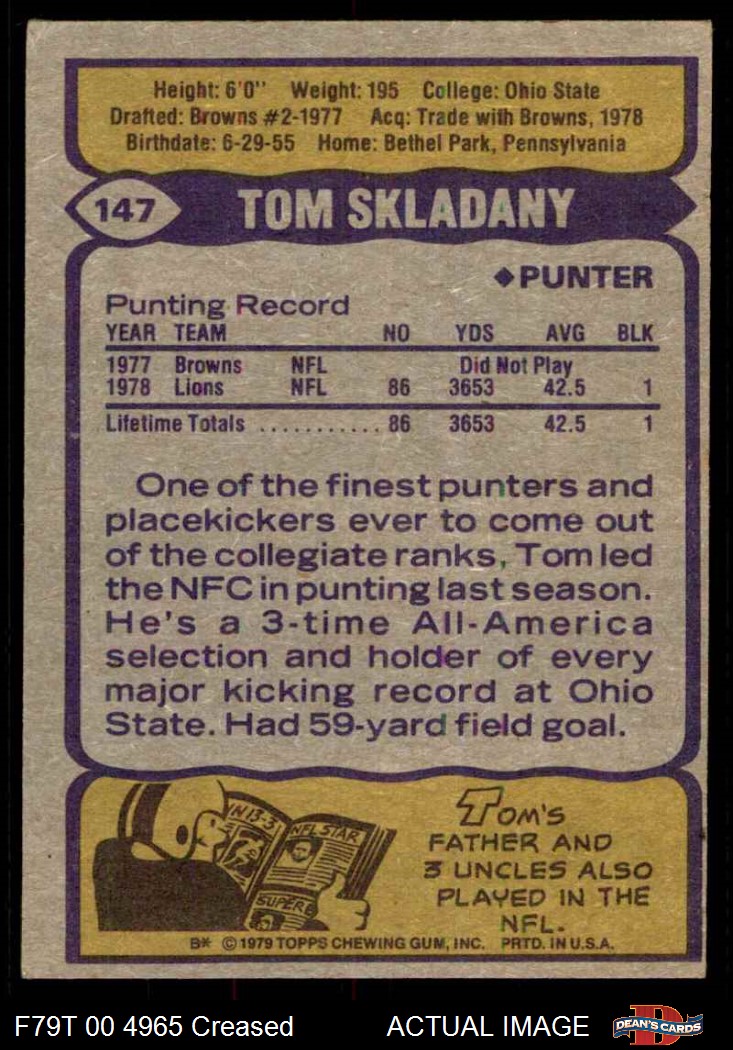 Height: 6'0" Weight: 195 College: Ohio State
Drafted: Browns #2-1977 Acq: Trade with Browns, 1978
Birthdate: 6-29-55 Home: Bethel Park, Pennsylvania
147 TOM SKLADANY
◆PUNTER
Punting Record
YEAR TEAM NO YDS AVG BLK
1977 Browns NFL Did Not Play
1978 Lions NFL 86 3653 42.5 1
Lifetime Totals ........... 86 3653 42.5 1
One of the finest punters and
placekickers ever to come out
of the collegiate ranks, Tom led
the NFC in punting last season.
He's a 3-time All-America
selection and holder of every
major kicking record at Ohio
State. Had 59-yard field goal.
IN 13-3
NFL STAR
SUPERB
TOM'S
FATHER AND
3 UNCLES ALSO
PLAYED IN THE
NFL.
B* © 1979 TOPPS CHEWING GUM, INC. PRTD. IN U.S.A.
F79T 00 4965 Creased ACTUAL IMAGE DEAN'S CARDS